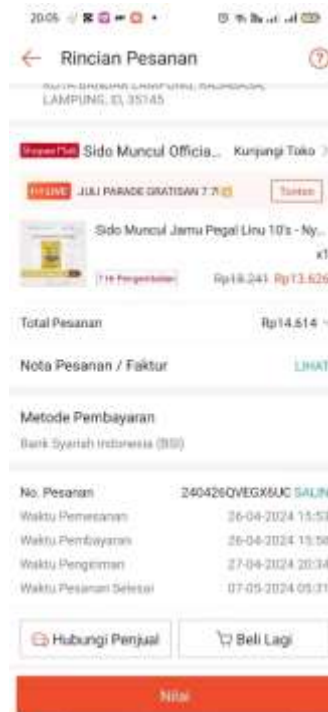 20.05
Rincian Pesanan
KOTA BANDAR LAMPUNG, RAJABASA,
LAMPUNG, ID, 35145
Sido Muncul Officia... Kunjungi Toko
LIVE JULI PARADE GRATISAN 7.7 Tonton
Sido Muncul Jamu Pegal Linu 10's - Ny...
x1
Rp18.241 Rp13.626
Total Pesanan Rp14.614
Nota Pesanan / Faktur LIHAT
Metode Pembayaran
Bank Syariah Indonesia (BSI)
No. Pesanan 240426QVEGX6UC SALIN
Waktu Pemesanan 26-04-2024 15:53
Waktu Pembayaran 26-04-2024 15:58
Waktu Pengiriman 27-04-2024 20:34
Waktu Pesanan Selesai 07-05-2024 05:31
Hubungi Penjual Beli Lagi
Nilai